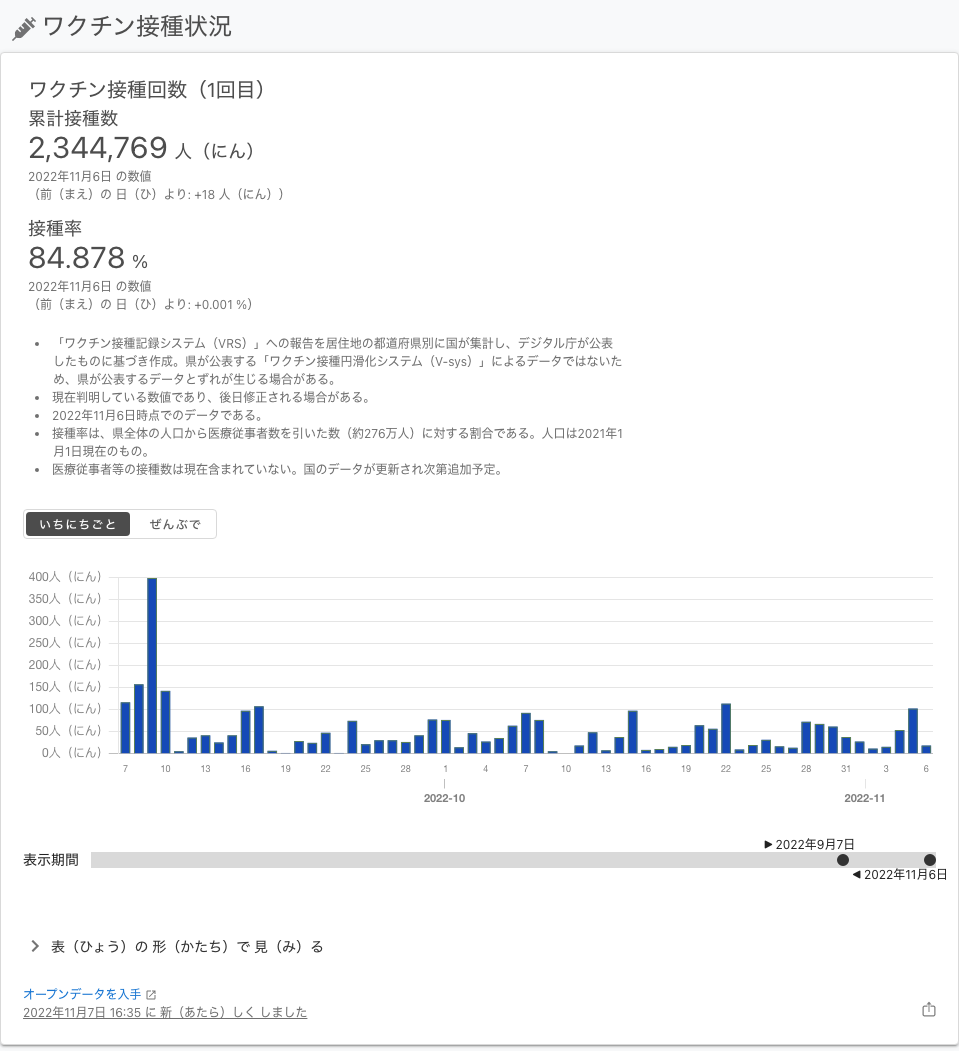 ワクチン接種状況
ワクチン接種回数（1回目）
累計接種数
2,344,769 人（にん）
2022年11月6日 の数値
（前（まえ）の 日（ひ）より: +18 人（にん））
接種率
84.878 %
2022年11月6日 の数値
（前（まえ）の 日（ひ）より: +0.001 %）
• 「ワクチン接種記録システム（VRS）」への報告を居住地の都道府県別に国が集計し、デジタル庁が公表
したものに基づき作成。県が公表する「ワクチン接種円滑化システム（V-sys）」によるデータではないた
め、県が公表するデータとずれが生じる場合がある。
• 現在判明している数値であり、後日修正される場合がある。
• 2022年11月6日時点でのデータである。
• 接種率は、県全体の人口から医療従事者数を引いた数（約276万人）に対する割合である。人口は2021年1
月1日現在のもの。
• 医療従事者等の接種数は現在含まれていない。国のデータが更新され次第追加予定。
いちにちごと ぜんぶで
400人（にん）
350人（にん）
300人（にん）
250人（にん）
200人（にん）
150人（にん）
100人（にん）
50人（にん）
0人（にん）
7 10 13 16 19 22 25 28 1 4 7 10 13 16 19 22 25 28 31 3 6
2022-10 2022-11
▶ 2022年9月7日
表示期間
◀ 2022年11月6日
表（ひょう）の 形（かたち）で 見（み）る
オープンデータを入手
2022年11月7日 16:35 に 新（あたら）しく しました